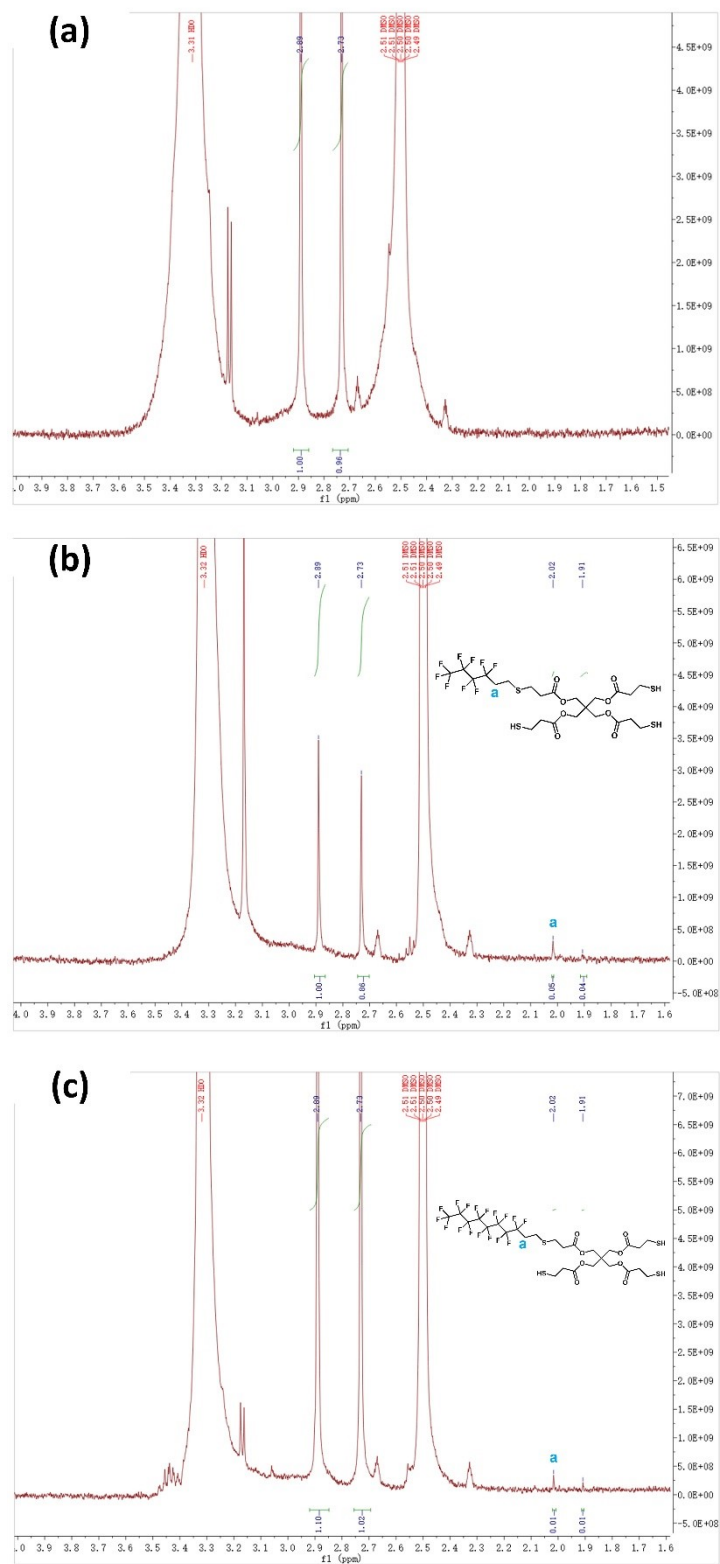 (a)
3.31 HDO
2.89
2.73
2.51 DMSO
2.51 DMSO
2.50 DMSO
2.50 DMSO
2.49 DMSO
4.5E+09
4.0E+09
3.5E+09
3.0E+09
2.5E+09
2.0E+09
1.5E+09
1.0E+09
5.0E+08
0.0E+00
1.00
0.96
.0 3.9 3.8 3.7 3.6 3.5 3.4 3.3 3.2 3.1 3.0 2.9 2.8 2.7 2.6 2.5 2.4 2.3 2.2 2.1 2.0 1.9 1.8 1.7 1.6 1.5
f1 (ppm)
(b)
3.32 HDO
2.89
2.73
2.51 DMSO
2.51 DMSO
2.50 DMSO
2.50 DMSO
2.49 DMSO
2.02
1.91
6.5E+09
6.0E+09
5.5E+09
5.0E+09
4.5E+09
4.0E+09
3.5E+09
3.0E+09
2.5E+09
2.0E+09
1.5E+09
1.0E+09
5.0E+08
0.0E+00
-5.0E+08
F F F F F F F F F
a
S O O O O SH
HS O O O O SH
a
1.00
0.86
0.05
0.04
4.0 3.9 3.8 3.7 3.6 3.5 3.4 3.3 3.2 3.1 3.0 2.9 2.8 2.7 2.6 2.5 2.4 2.3 2.2 2.1 2.0 1.9 1.8 1.7 1.6
f1 (ppm)
(c)
3.32 HDO
2.89
2.73
2.51 DMSO
2.51 DMSO
2.50 DMSO
2.50 DMSO
2.49 DMSO
2.02
1.91
7.0E+09
6.5E+09
6.0E+09
5.5E+09
5.0E+09
4.5E+09
4.0E+09
3.5E+09
3.0E+09
2.5E+09
2.0E+09
1.5E+09
1.0E+09
5.0E+08
0.0E+00
-5.0E+08
F F F F F F F F F F F F F F F F F
a
S O O O O SH
HS O O O O SH
a
1.10
1.02
0.01
0.01
.0 3.9 3.8 3.7 3.6 3.5 3.4 3.3 3.2 3.1 3.0 2.9 2.8 2.7 2.6 2.5 2.4 2.3 2.2 2.1 2.0 1.9 1.8 1.7 1.6
f1 (ppm)